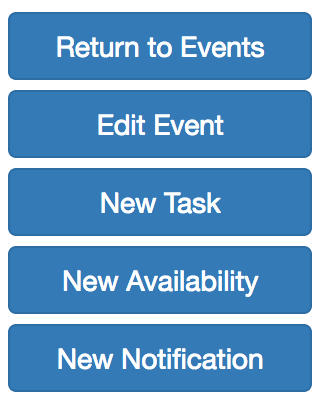 Return to Events
Edit Event
New Task
New Availability
New Notification